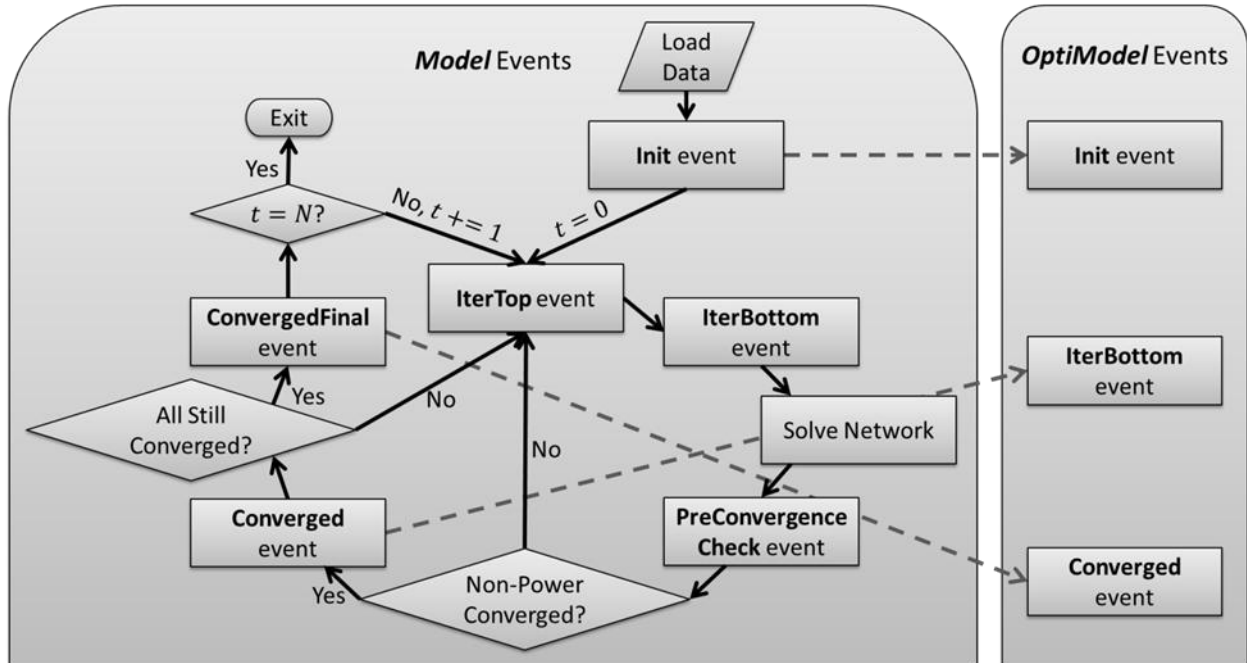 Model Events
Load
Data
OptiModel Events
Exit
Init event
Init event
Yes
t = N?
No, t += 1
t = 0
IterTop event
ConvergedFinal
event
IterBottom
event
IterBottom
event
Yes
All Still
Converged?
No
Solve Network
No
Converged
event
PreConvergence
Check event
Converged
event
Yes
Non-Power
Converged?